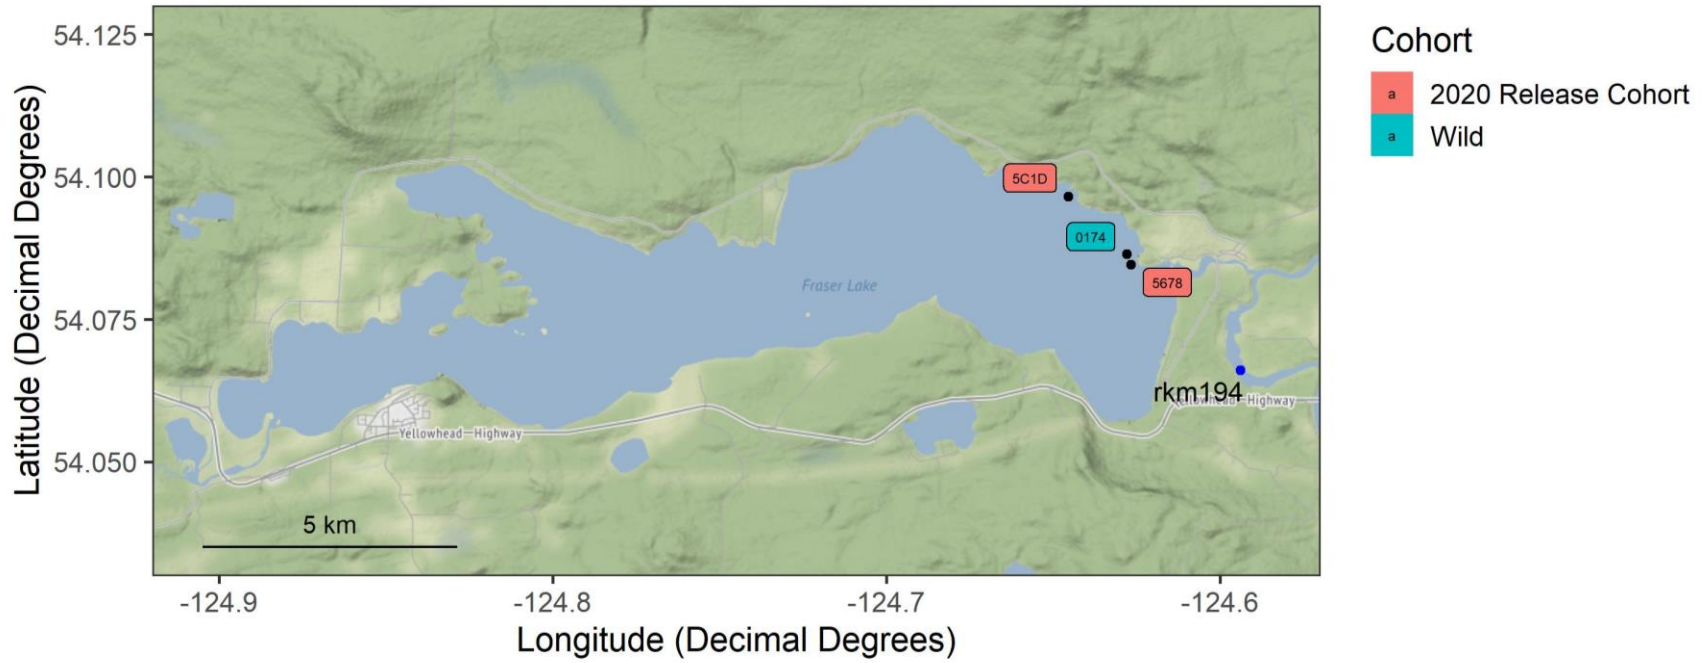 Latitude (Decimal Degrees)
54.125
54.100
54.075
54.050
5C1D
0174
5678
Fraser Lake
rkm194
Yellowhead Highway
Yellowhead Highway
5 km
-124.9
-124.8
-124.7
-124.6
Longitude (Decimal Degrees)
Cohort
a 2020 Release Cohort
a Wild